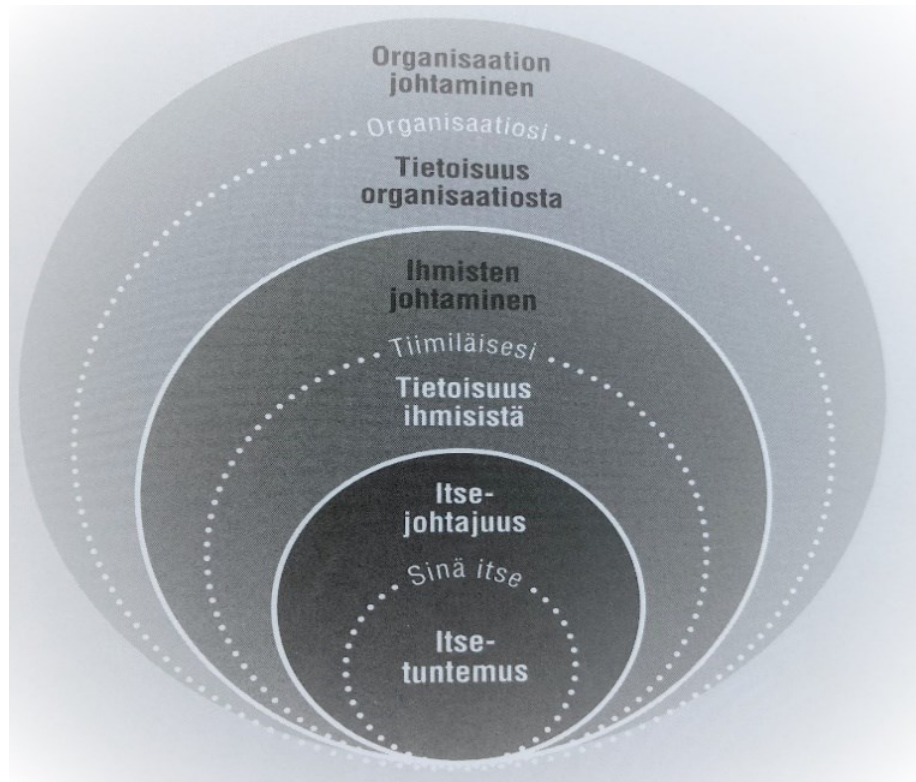 Organisaation
johtaminen
Organisaatiosi
Tietoisuus
organisaatiosta
Ihmisten
johtaminen
Tiimiläisesi
Tietoisuus
ihmisistä
Itse-
johtajuus
Sinä itse
Itse-
tuntemus